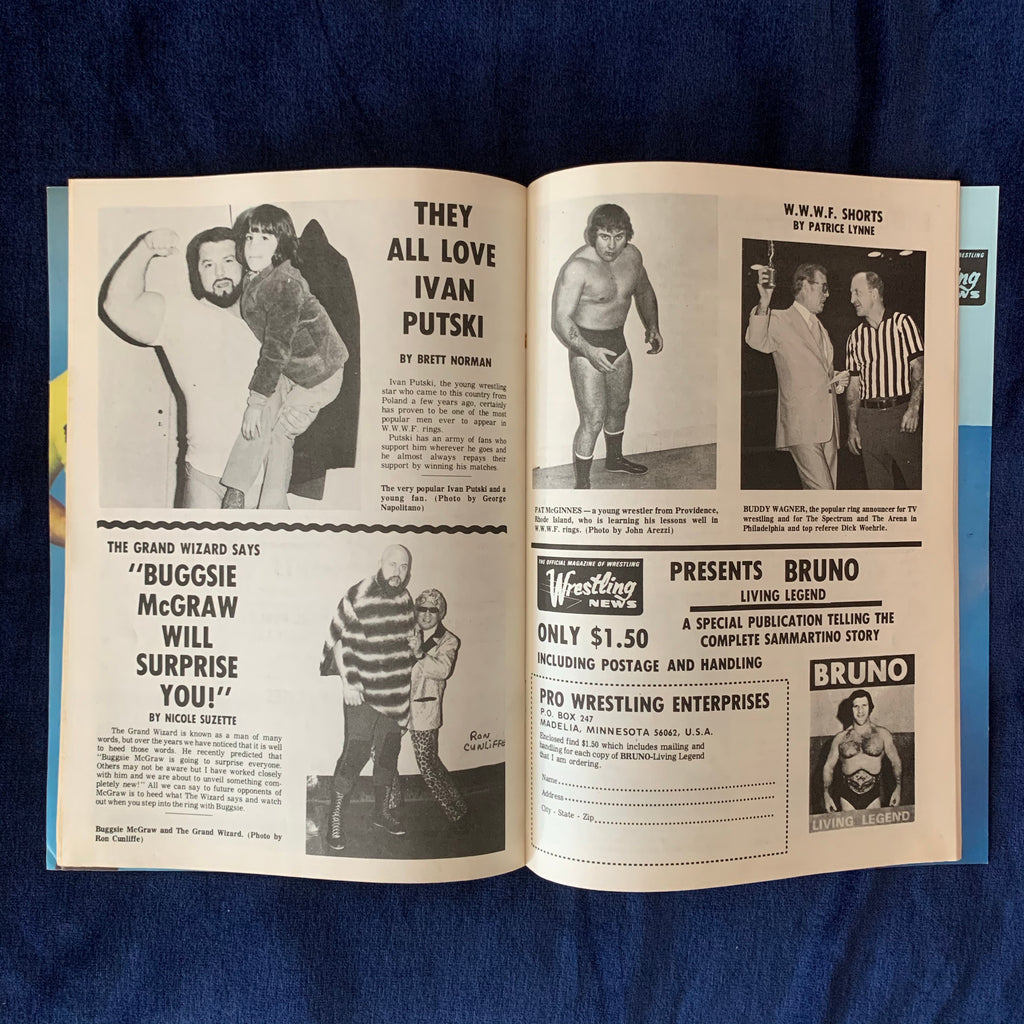 THEY
ALL LOVE
IVAN
PUTSKI
BY BRETT NORMAN
Ivan Putski, the young wrestling
star who came to this country from
Poland a few years ago, certainly
has proven to be one of the most
popular men ever to appear in
W.W.W.F. rings.
Putski has an army of fans who
support him wherever he goes and
he almost always repays their
support by winning his matches.
The very popular Ivan Putski and a
young fan. (Photo by George
Napolitano)
THE GRAND WIZARD SAYS
"BUGGSIE
McGRAW
WILL
SURPRISE
YOU!"
BY NICOLE SUZETTE
The Grand Wizard is known as a man of many
words, but over the years we have noticed that it is well
to heed those words. He recently predicted that
"Buggsie McGraw is going to surprise everyone.
Others may not be aware but I have worked closely
with him and we are about to unveil something com-
pletely new!" All we can say to future opponents of
McGraw is to heed what The Wizard says and watch
out when you step into the ring with Buggsie.
Buggsie McGraw and The Grand Wizard. (Photo by
Ron Cunliffe)
RON
CUNLIFFE
PAT McGINNES — a young wrestler from Providence,
Rhode Island, who is learning his lessons well in
W.W.W.F. rings. (Photo by John Arezzi)
W.W.W.F. SHORTS
BY PATRICE LYNNE
BUDDY WAGNER, the popular ring announcer for TV
wrestling and for The Spectrum and The Arena in
Philadelphia and top referee Dick Woehrle.
THE OFFICIAL MAGAZINE OF WRESTLING
Wrestling
NEWS
PRESENTS BRUNO
LIVING LEGEND
A SPECIAL PUBLICATION TELLING THE
COMPLETE SAMMARTINO STORY
ONLY $1.50
INCLUDING POSTAGE AND HANDLING
PRO WRESTLING ENTERPRISES
P.O. BOX 247
MADELIA, MINNESOTA 56062, U.S.A.
Enclosed find $1.50 which includes mailing and
handling for each copy of BRUNO-Living Legend
that I am ordering.
Name
Address
City - State - Zip
BRUNO
LIVING LEGEND
ESTLING
ng
WS